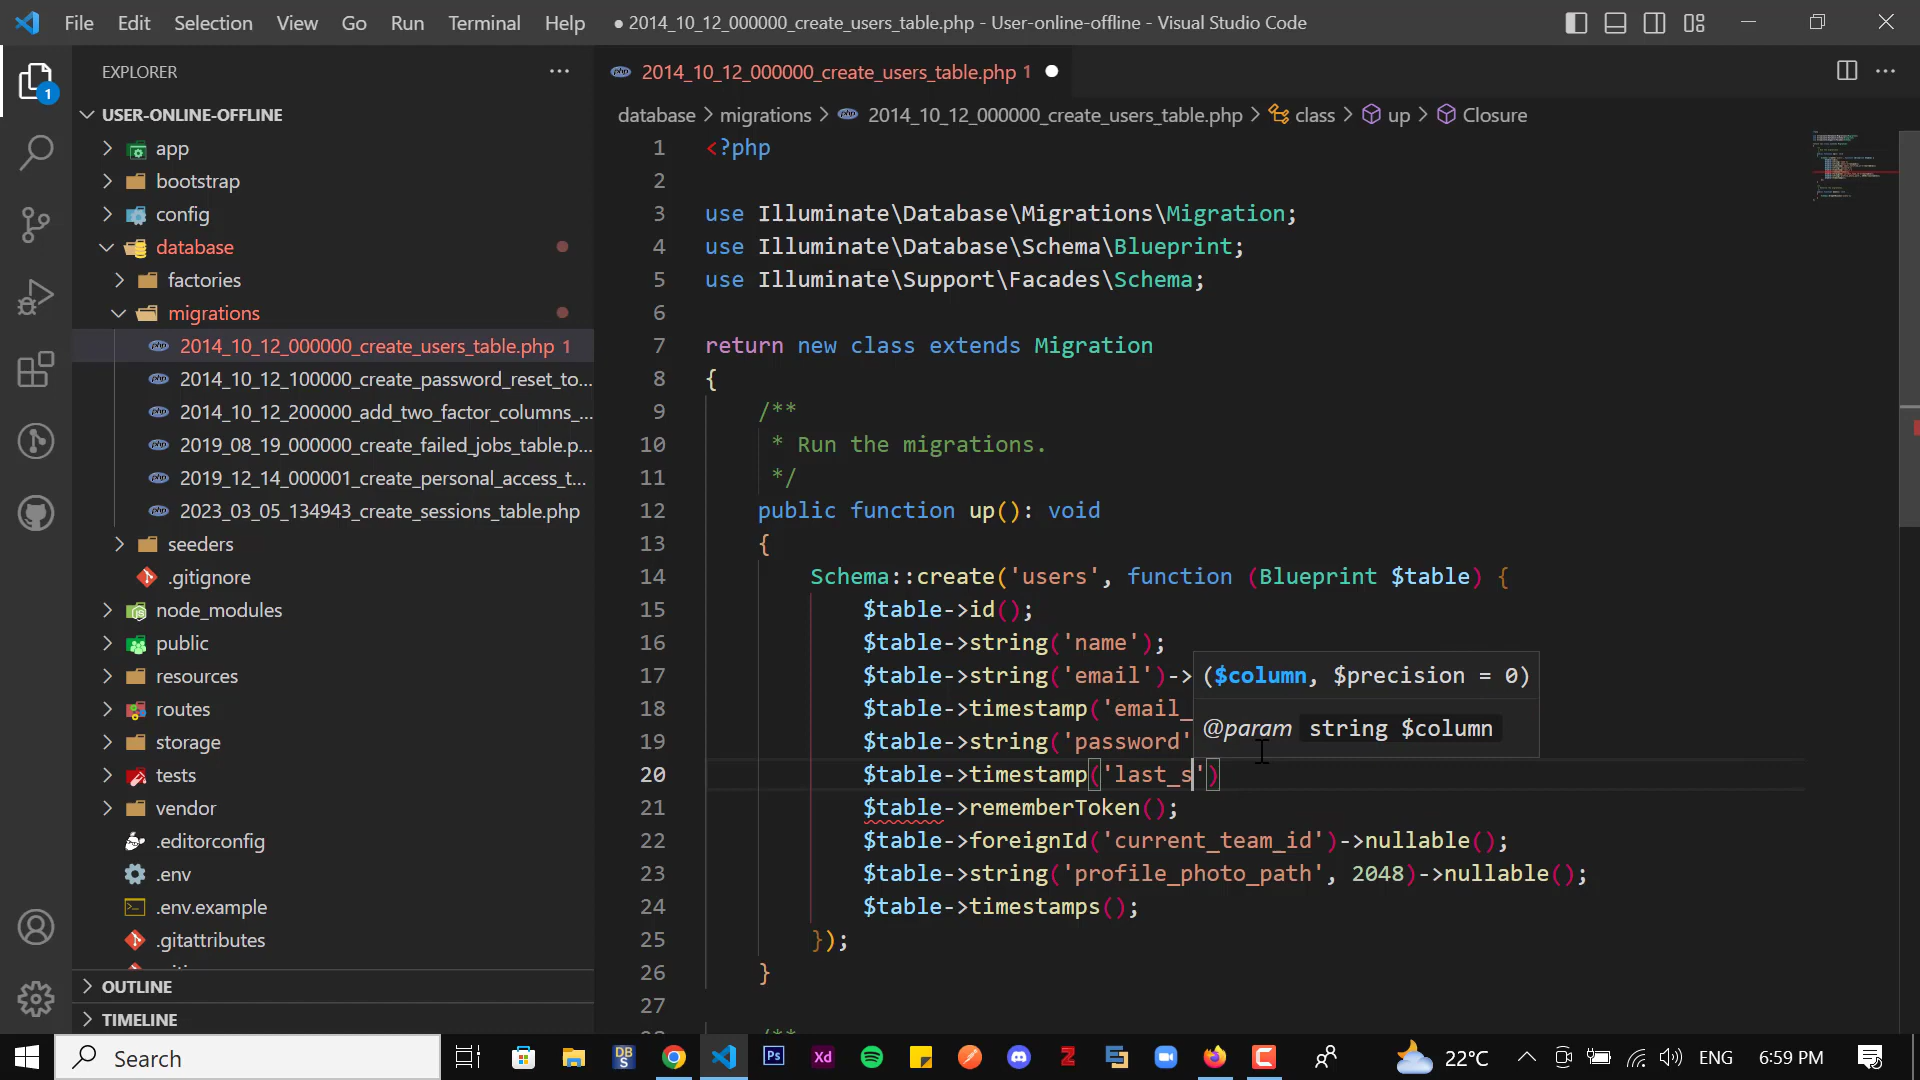 File Edit Selection View Go Run Terminal Help ● 2014_10_12_000000_create_users_table.php - User-online-offline - Visual Studio Code
EXPLORER
2014_10_12_000000_create_users_table.php 1
1
USER-ONLINE-OFFLINE
database > migrations > 2014_10_12_000000_create_users_table.php > class > up > Closure
app
bootstrap
config
database
factories
migrations
2014_10_12_000000_create_users_table.php 1
2014_10_12_100000_create_password_reset_to...
2014_10_12_200000_add_two_factor_columns_...
2019_08_19_000000_create_failed_jobs_table.p...
2019_12_14_000001_create_personal_access_t...
2023_03_05_134943_create_sessions_table.php
seeders
.gitignore
node_modules
public
resources
routes
storage
tests
vendor
.editorconfig
.env
.env.example
.gitattributes
OUTLINE
TIMELINE
1 <?php
2
3 use Illuminate\Database\Migrations\Migration;
4 use Illuminate\Database\Schema\Blueprint;
5 use Illuminate\Support\Facades\Schema;
6
7 return new class extends Migration
8 {
9 /**
10 * Run the migrations.
11 */
12 public function up(): void
13 {
14 Schema::create('users', function (Blueprint $table) {
15 $table->id();
16 $table->string('name');
17 $table->string('email')->
18 $table->timestamp('email_
19 $table->string('password'
20 $table->timestamp('last_s')
21 $table->rememberToken();
22 $table->foreignId('current_team_id')->nullable();
23 $table->string('profile_photo_path', 2048)->nullable();
24 $table->timestamps();
25 });
26 }
27
/**
($column, $precision = 0)
@param string $column
Search
DBS
Ps
Xd
22°C
ENG
6:59 PM